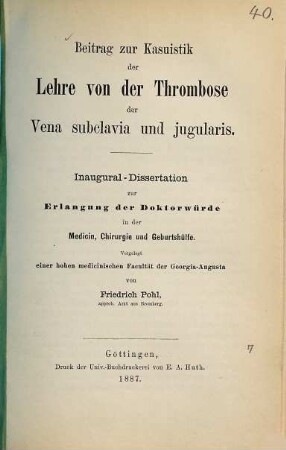 40.
Beitrag zur Kasuistik
der
Lehre von der Thrombose
der
Vena subclavia und jugularis.
Inaugural-Dissertation
zur
Erlangung der Doktorwürde
in der
Medicin, Chirurgie und Geburtshülfe.
Vorgelegt
einer hohen medicinischen Facultät der Georgia-Augusta
von
Friedrich Pohl,
approb. Arzt aus
Göttingen,
Druck der Univ.-Buchdruckerei von E. A. Huth.
1887.
7